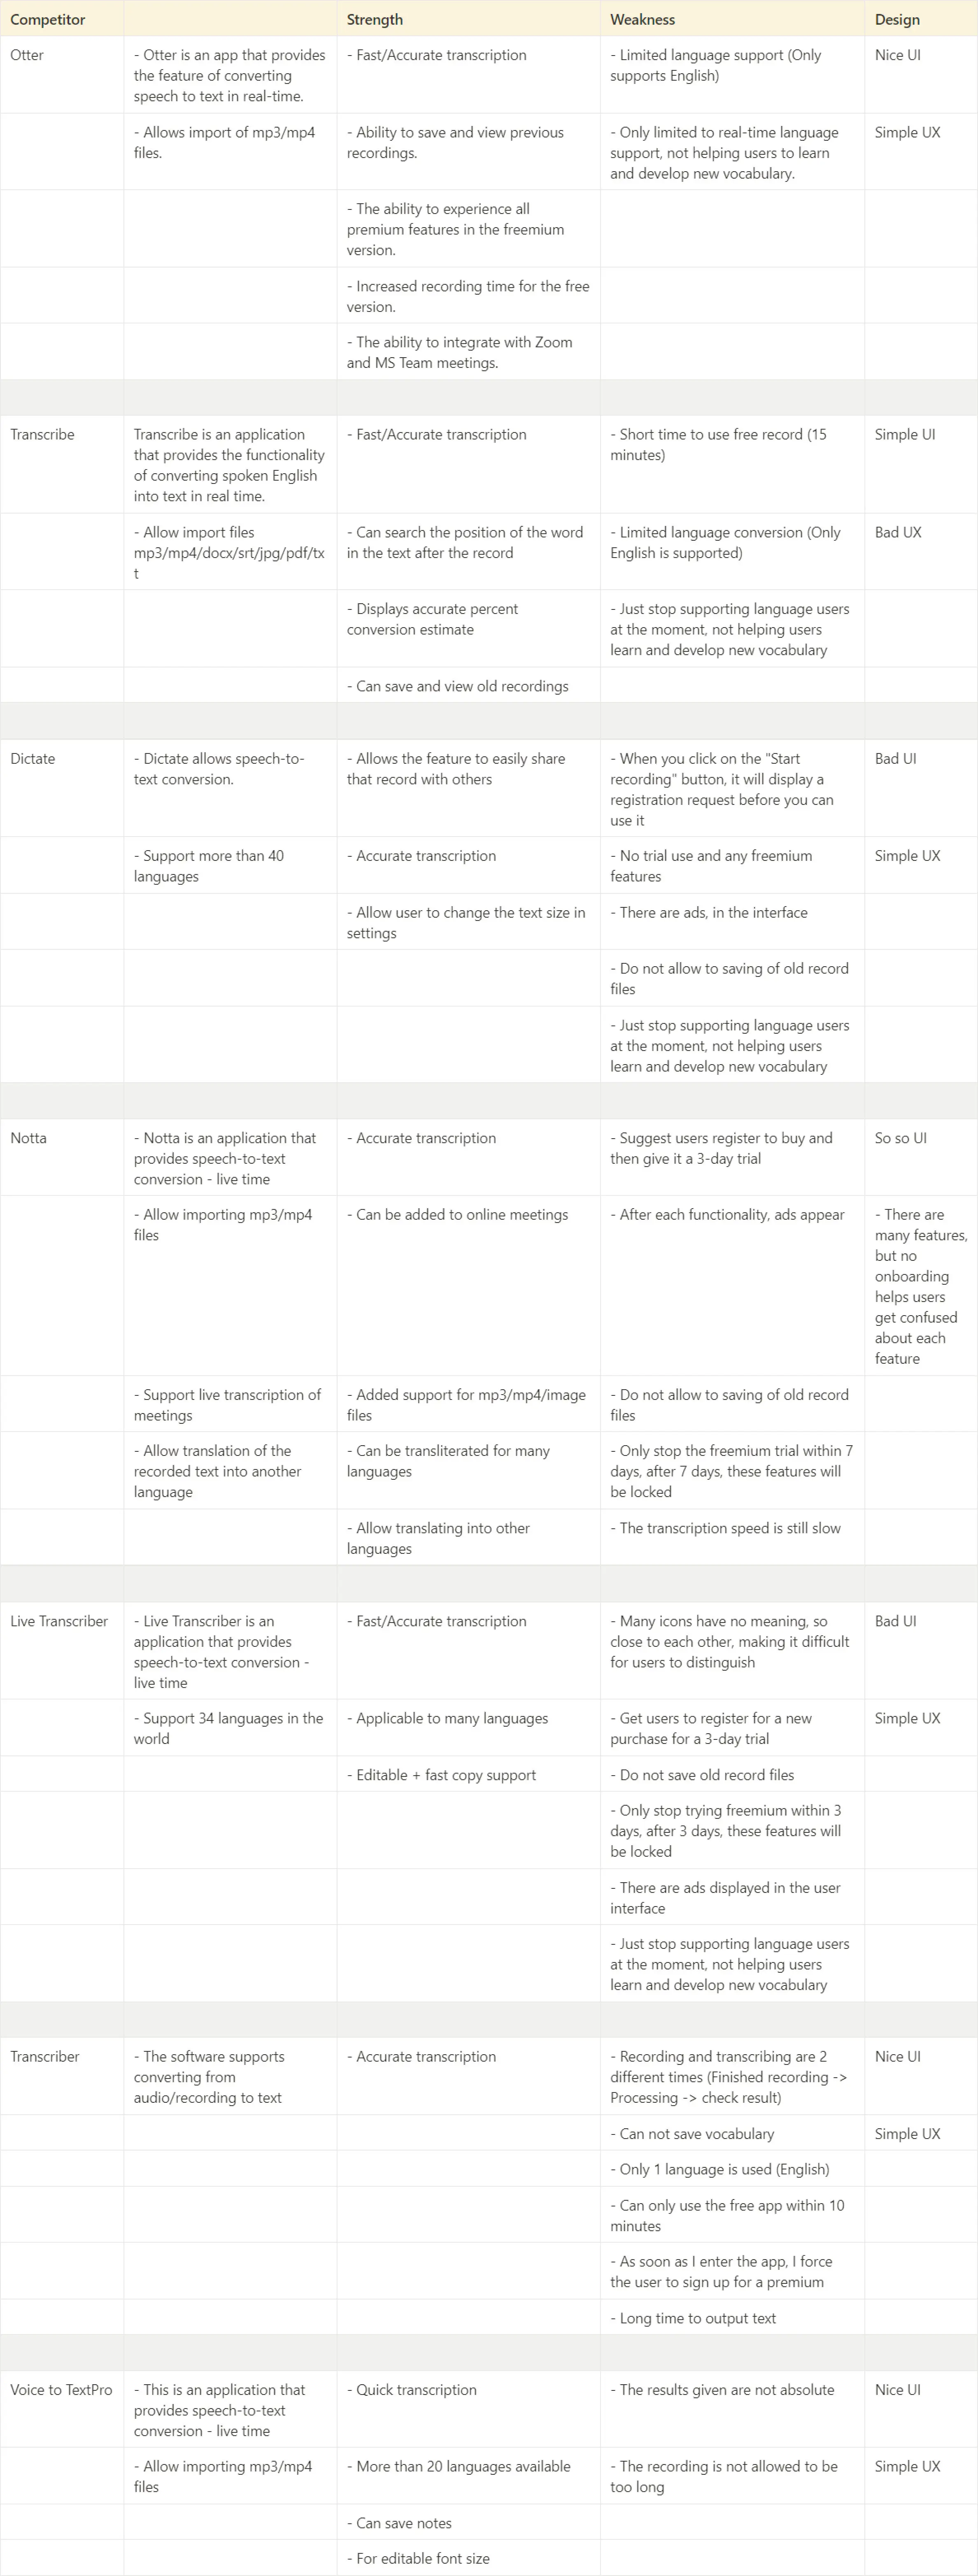 Competitor Strength Weakness Design
Otter
- Otter is an app that provides
the feature of converting
speech to text in real-time.
- Fast/Accurate transcription
- Limited language support (Only
supports English)
Nice UI
- Allows import of mp3/mp4
files.
- Ability to save and view previous
recordings.
- Only limited to real-time language
support, not helping users to learn
and develop new vocabulary.
Simple UX
- The ability to experience all
premium features in the freemium
version.
- Increased recording time for the free
version.
- The ability to integrate with Zoom
and MS Team meetings.
Transcribe
Transcribe is an application
that provides the functionality
of converting spoken English
into text in real time.
- Fast/Accurate transcription
- Short time to use free record (15
minutes)
Simple UI
- Allow import files
mp3/mp4/docx/srt/jpg/pdf/tx
t
- Can search the position of the word
in the text after the record
- Limited language conversion (Only
English is supported)
Bad UX
- Displays accurate percent
conversion estimate
- Just stop supporting language users
at the moment, not helping users
learn and develop new vocabulary
- Can save and view old recordings
Dictate
- Dictate allows speech-to-
text conversion.
- Allows the feature to easily share
that record with others
- When you click on the "Start
recording" button, it will display a
registration request before you can
use it
Bad UI
- Support more than 40
languages
- Accurate transcription
- No trial use and any freemium
features
Simple UX
- Allow user to change the text size in
settings
- There are ads, in the interface
- Do not allow to saving of old record
files
- Just stop supporting language users
at the moment, not helping users
learn and develop new vocabulary
Notta
- Notta is an application that
provides speech-to-text
conversion - live time
- Accurate transcription
- Suggest users register to buy and
then give it a 3-day trial
So so UI
- Allow importing mp3/mp4
files
- Can be added to online meetings
- After each functionality, ads appear
- There are
many features,
but no
onboarding
helps users
get confused
about each
feature
- Support live transcription of
meetings
- Added support for mp3/mp4/image
files
- Do not allow to saving of old record
files
- Allow translation of the
recorded text into another
language
- Can be transliterated for many
languages
- Only stop the freemium trial within 7
days, after 7 days, these features will
be locked
- Allow translating into other
languages
- The transcription speed is still slow
Live Transcriber
- Live Transcriber is an
application that provides
speech-to-text conversion -
live time
- Fast/Accurate transcription
- Many icons have no meaning, so
close to each other, making it difficult
for users to distinguish
Bad UI
- Support 34 languages in the
world
- Applicable to many languages
- Get users to register for a new
purchase for a 3-day trial
Simple UX
- Editable + fast copy support
- Do not save old record files
- Only stop trying freemium within 3
days, after 3 days, these features will
be locked
- There are ads displayed in the user
interface
- Just stop supporting language users
at the moment, not helping users
learn and develop new vocabulary
Transcriber
- The software supports
converting from
audio/recording to text
- Accurate transcription
- Recording and transcribing are 2
different times (Finished recording ->
Processing -> check result)
Nice UI
- Can not save vocabulary
Simple UX
- Only 1 language is used (English)
- Can only use the free app within 10
minutes
- As soon as I enter the app, I force
the user to sign up for a premium
- Long time to output text
Voice to TextPro
- This is an application that
provides speech-to-text
conversion - live time
- Quick transcription
- The results given are not absolute
Nice UI
- Allow importing mp3/mp4
files
- More than 20 languages available
- The recording is not allowed to be
too long
Simple UX
- Can save notes
- For editable font size